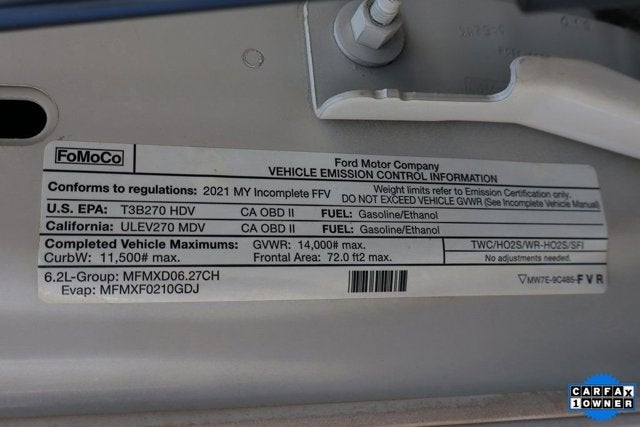 FoMoCo
Ford Motor Company
VEHICLE EMISSION CONTROL INFORMATION
Conforms to regulations: 2021 MY Incomplete FFV
Weight limits refer to Emission Certification only.
DO NOT EXCEED VEHICLE GVWR (See Incomplete Vehicle Manual)
U.S. EPA: T3B270 HDV CA OBD II FUEL: Gasoline/Ethanol
California: ULEV270 MDV CA OBD II FUEL: Gasoline/Ethanol
Completed Vehicle Maximums: GVWR: 14,000# max. TWC/HO2S/WR-HO2S/SFI
CurbW: 11,500# max. Frontal Area: 72.0 ft2 max. No adjustments needed.
6.2L-Group: MFMXD06.27CH
Evap: MFMXF0210GDJ
MW7E-9C485-FVR
CARFAX
1 OWNER